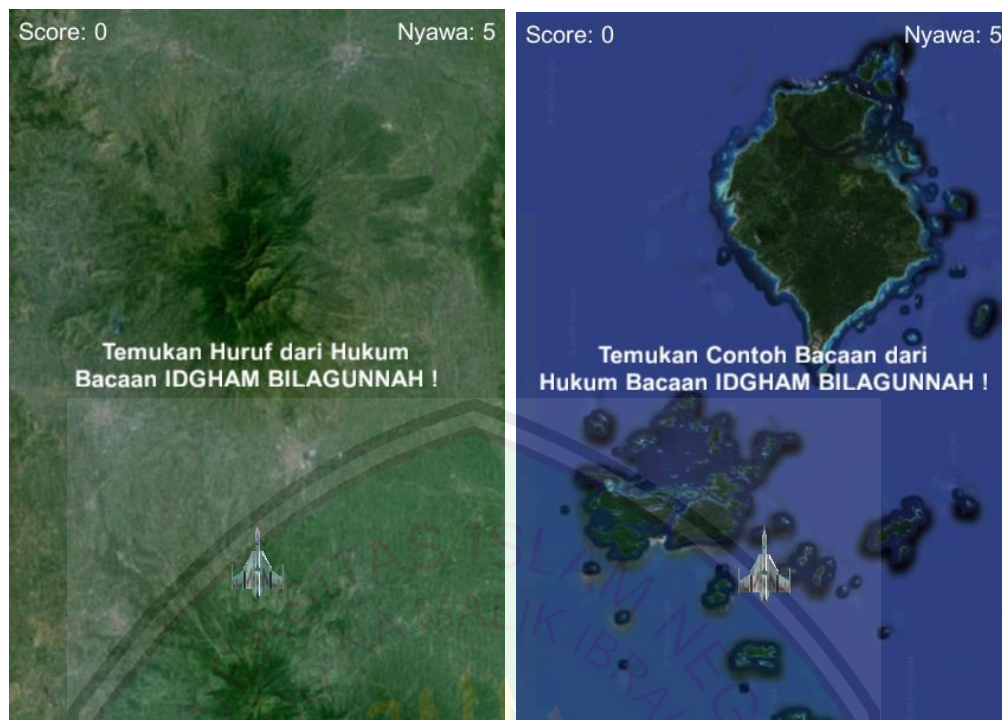 Score: 0
Nyawa: 5
Temukan Huruf dari Hukum
Bacaan IDGHAM BILAGUNNAH !
Score: 0
Nyawa: 5
Temukan Contoh Bacaan dari
Hukum Bacaan IDGHAM BILAGUNNAH !